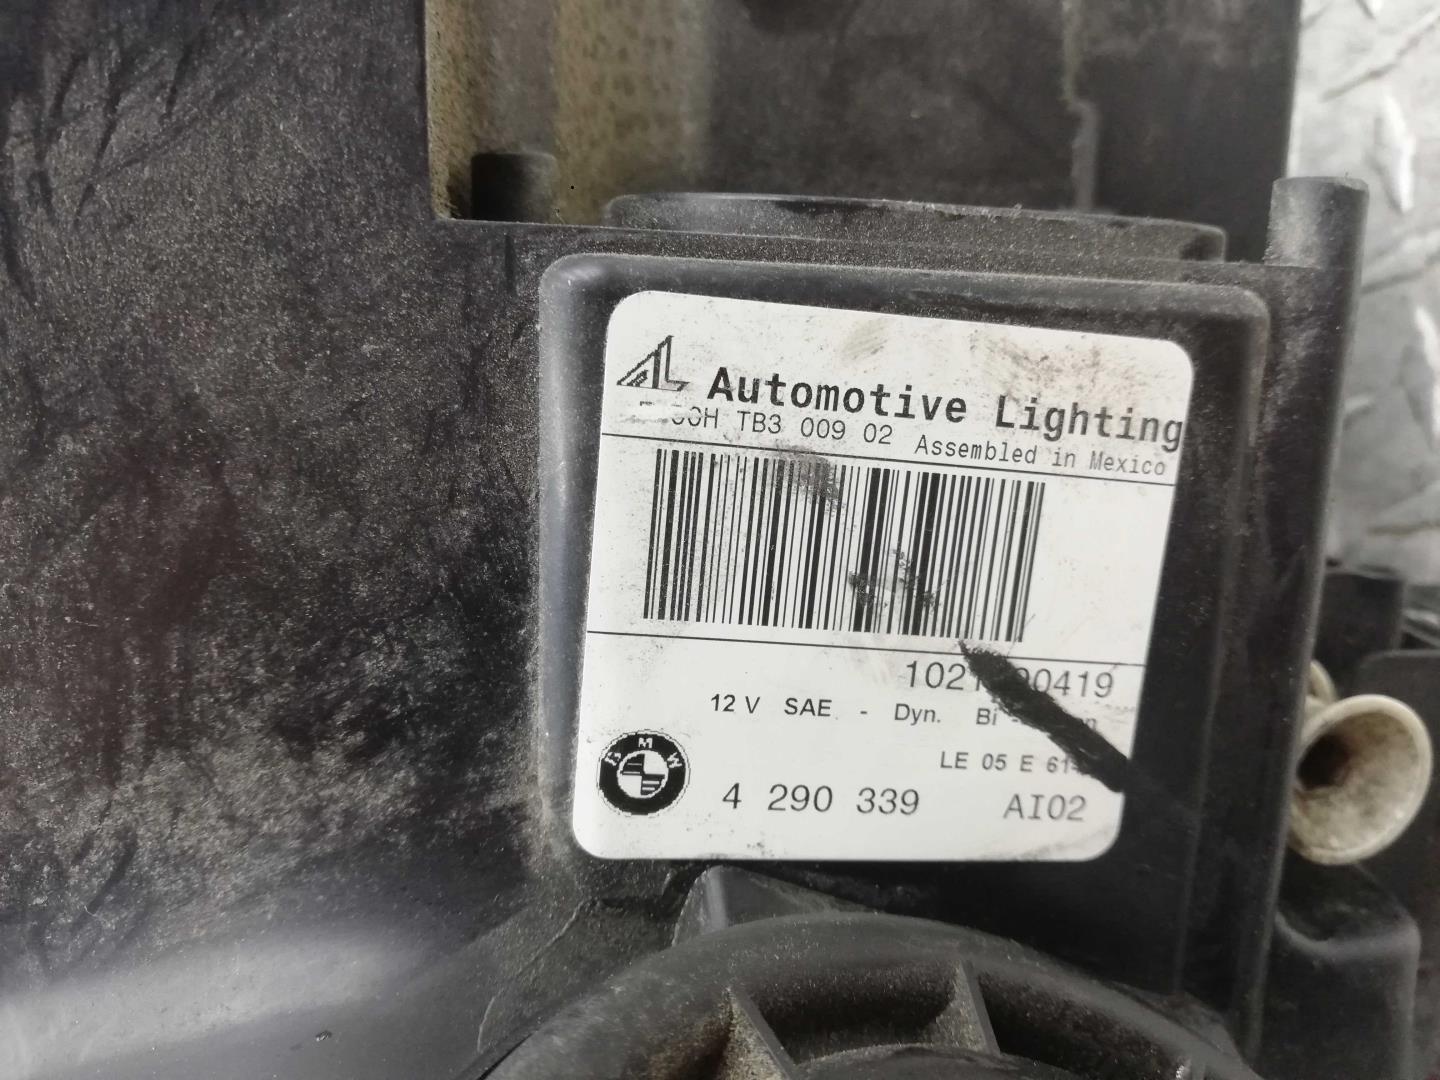 AL Automotive Lighting
TB3 009 02 Assembled in Mexico
12 V SAE - Dyn. Bi
LE 05 E
BMW
4 290 339 AI02